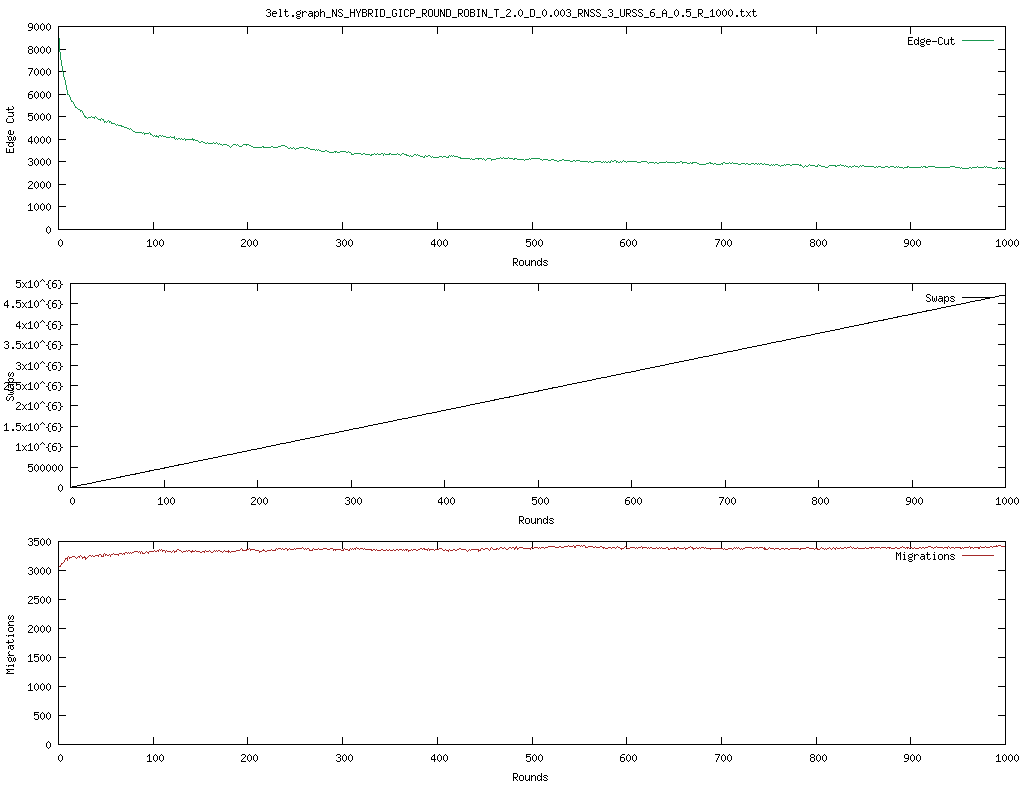 3elt.graph_NS_HYBRID_GICP_ROUND_ROBIN_T_2.0_D_0.003_RNSS_3_URSS_6_A_0.5_R_1000.txt
9000
8000
7000
6000
5000
4000
3000
2000
1000
0
Edge Cut
Edge-Cut
0 100 200 300 400 500 600 700 800 900 1000
Rounds
5x10^{6}
4.5x10^{6}
4x10^{6}
3.5x10^{6}
3x10^{6}
2.5x10^{6}
2x10^{6}
1.5x10^{6}
1x10^{6}
500000
0
Swaps
Swaps
0 100 200 300 400 500 600 700 800 900 1000
Rounds
3500
3000
2500
2000
1500
1000
500
0
Migrations
Migrations
0 100 200 300 400 500 600 700 800 900 1000
Rounds